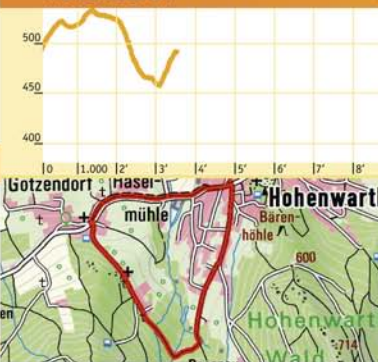 500
450
400
0 1.000 2' 3' 4' 5' 6' 7' 8'
Götzendorf Hasel-
mühle
Hohenwart
Bären-
höhle
600
Hohenwart
Wald
714
en